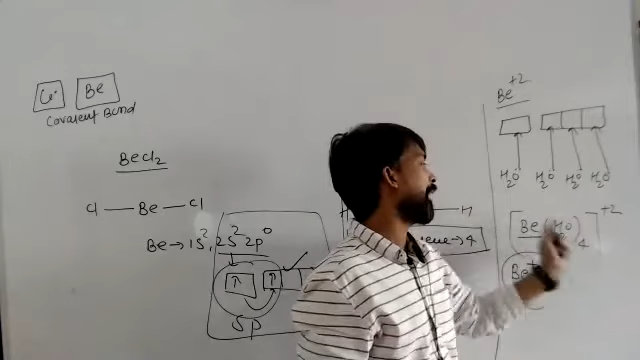 Be
Covalent Bond
BeCl₂
Cl — Be — Cl
Be → 1s², 2s² 2p⁰
sp
H
→ 4
Be⁺²
H₂O H₂O H₂O H₂O
[Be(H₂O)₄]⁺²
Be